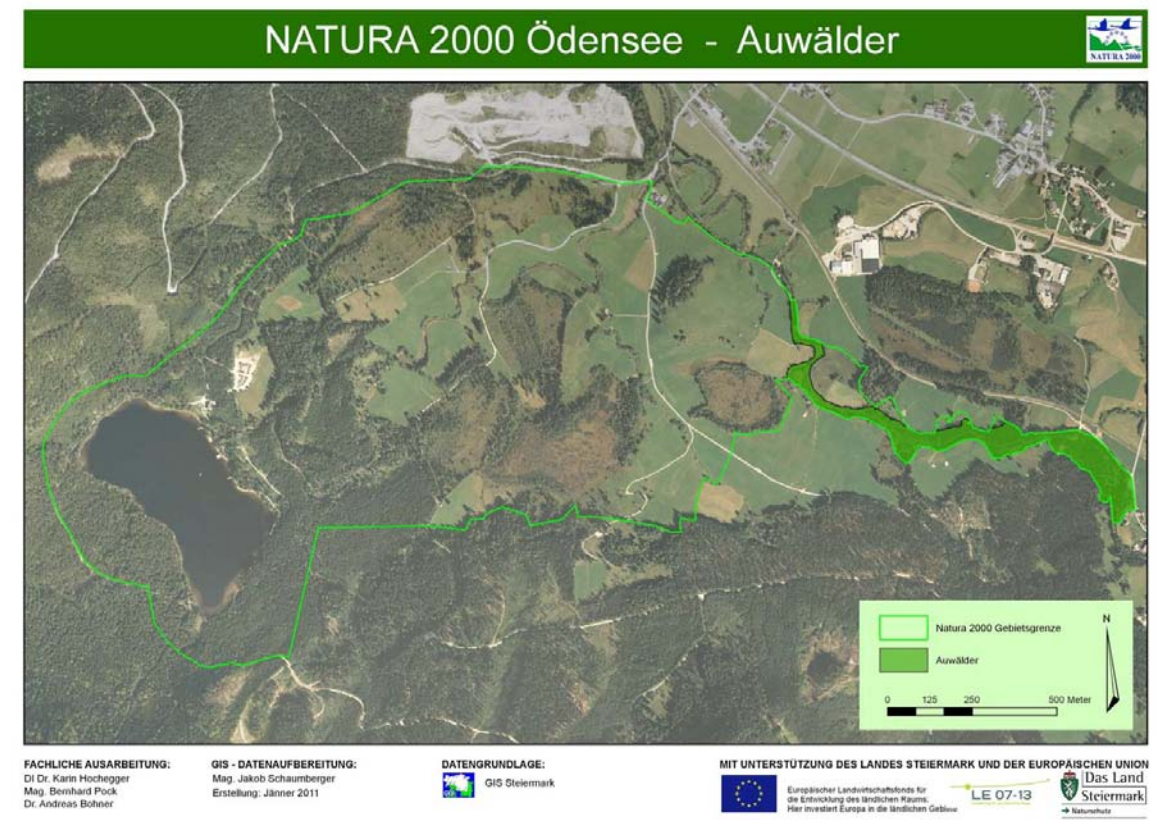 NATURA 2000 Ödensee - Auwälder
NATURA 2000
Natura 2000 Gebietsgrenze
Auwälder
N
0 125 250 500 Meter
FACHLICHE AUSARBEITUNG:
DI Dr. Karin Hochegger
Mag. Bernhard Pock
Dr. Andreas Bohner
GIS - DATENAUFBEREITUNG:
Mag. Jakob Schaumberger
Erstellung: Jänner 2011
DATENGRUNDLAGE:
GIS Steiermark
MIT UNTERSTÜTZUNG DES LANDES STEIERMARK UND DER EUROPÄISCHEN UNION
Europäischer Landwirtschaftsfonds für
die Entwicklung des ländlichen Raums:
Hier investiert Europa in die ländlichen Gebiete
LE 07-13
Das Land
Steiermark
→ Naturschutz